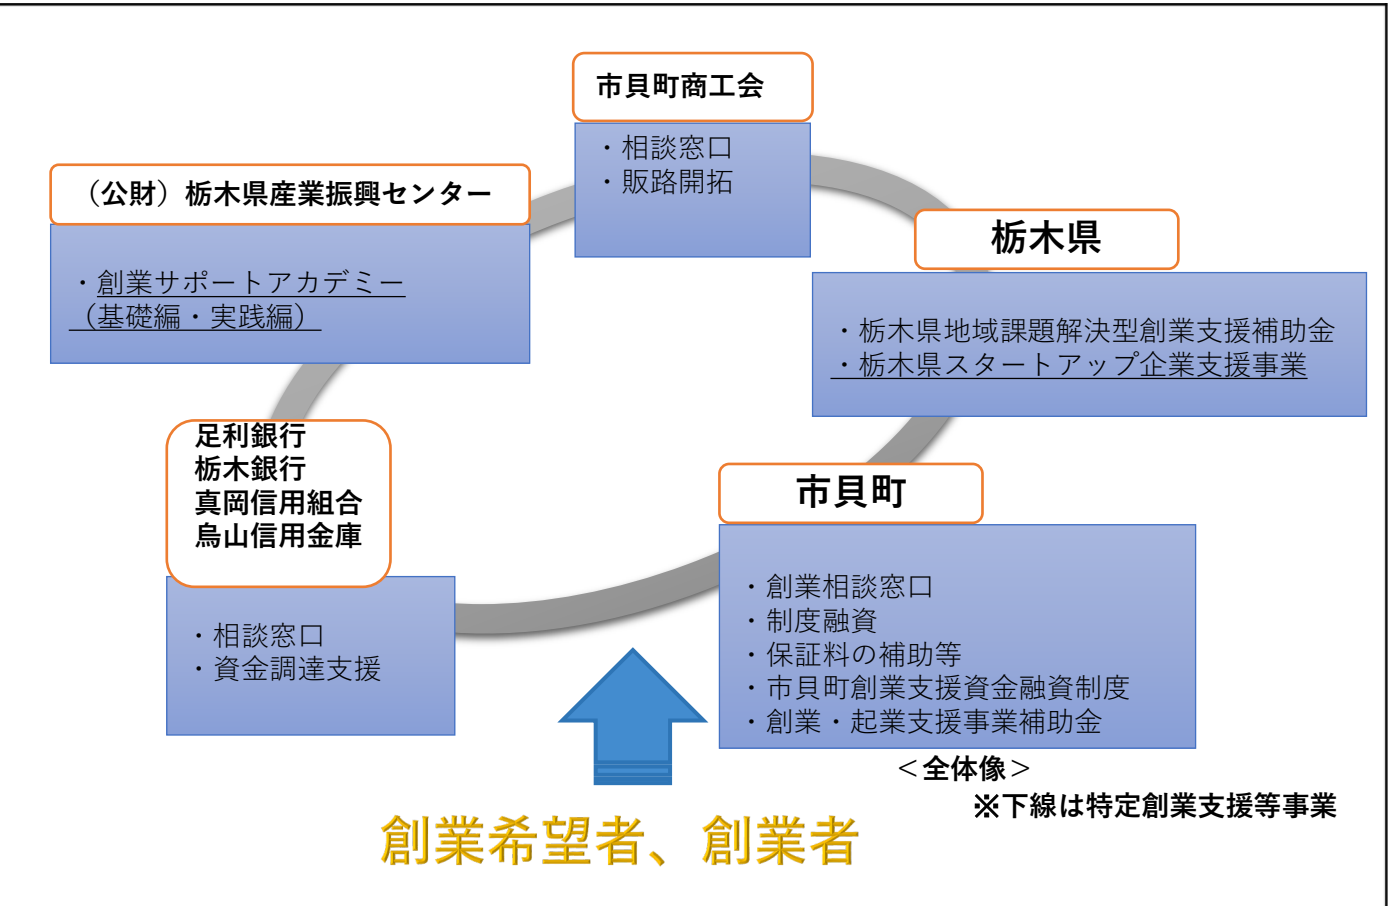 市貝町商工会
・相談窓口
・販路開拓
（公財）栃木県産業振興センター
・創業サポートアカデミー
（基礎編・実践編）
栃木県
・栃木県地域課題解決型創業支援補助金
・栃木県スタートアップ企業支援事業
足利銀行
栃木銀行
真岡信用組合
烏山信用金庫
・相談窓口
・資金調達支援
市貝町
・創業相談窓口
・制度融資
・保証料の補助等
・市貝町創業支援資金融資制度
・創業・起業支援事業補助金
＜全体像＞
※下線は特定創業支援等事業
創業希望者、創業者